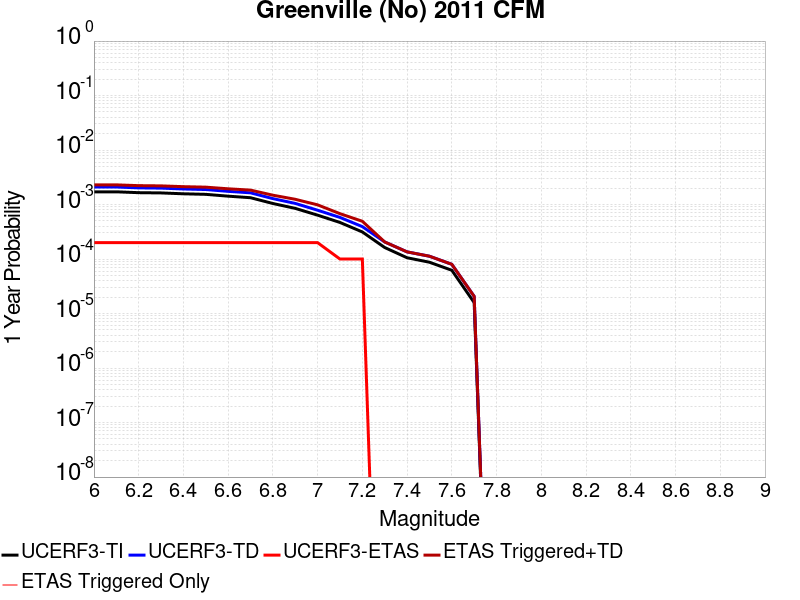 Greenville (No) 2011 CFM
10^0
10^-1
10^-2
10^-3
10^-4
10^-5
10^-6
10^-7
10^-8
1 Year Probability
6 6.2 6.4 6.6 6.8 7 7.2 7.4 7.6 7.8 8 8.2 8.4 8.6 8.8 9
Magnitude
UCERF3-TI UCERF3-TD UCERF3-ETAS ETAS Triggered+TD
ETAS Triggered Only